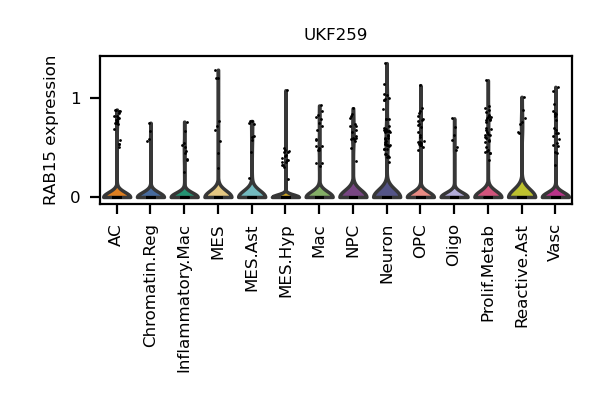 UKF259
RAB15 expression
1
0
AC
Chromatin.Reg
Inflammatory.Mac
MES
MES.Ast
MES.Hyp
Mac
NPC
Neuron
OPC
Oligo
Prolif.Metab
Reactive.Ast
Vasc